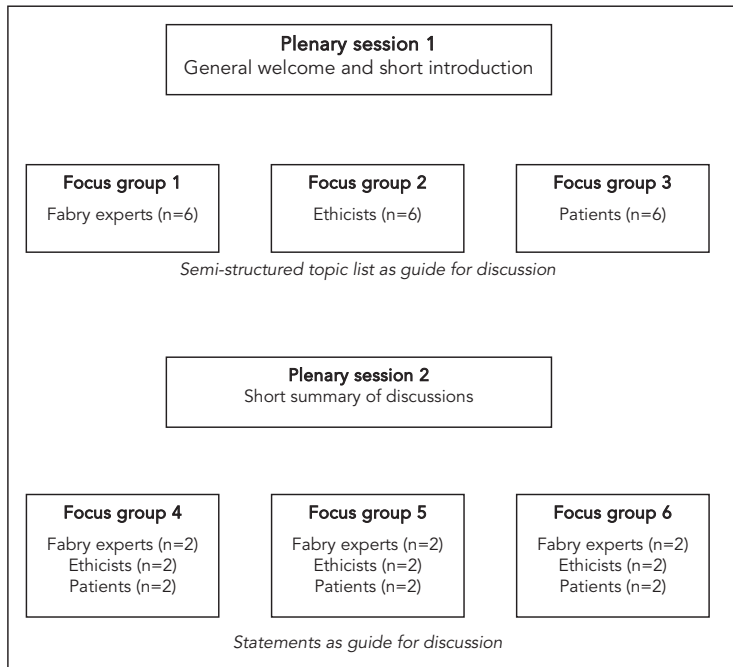 Plenary session 1
General welcome and short introduction
Focus group 1
Fabry experts (n=6)
Focus group 2
Ethicists (n=6)
Focus group 3
Patients (n=6)
Semi-structured topic list as guide for discussion
Plenary session 2
Short summary of discussions
Focus group 4
Fabry experts (n=2)
Ethicists (n=2)
Patients (n=2)
Focus group 5
Fabry experts (n=2)
Ethicists (n=2)
Patients (n=2)
Focus group 6
Fabry experts (n=2)
Ethicists (n=2)
Patients (n=2)
Statements as guide for discussion